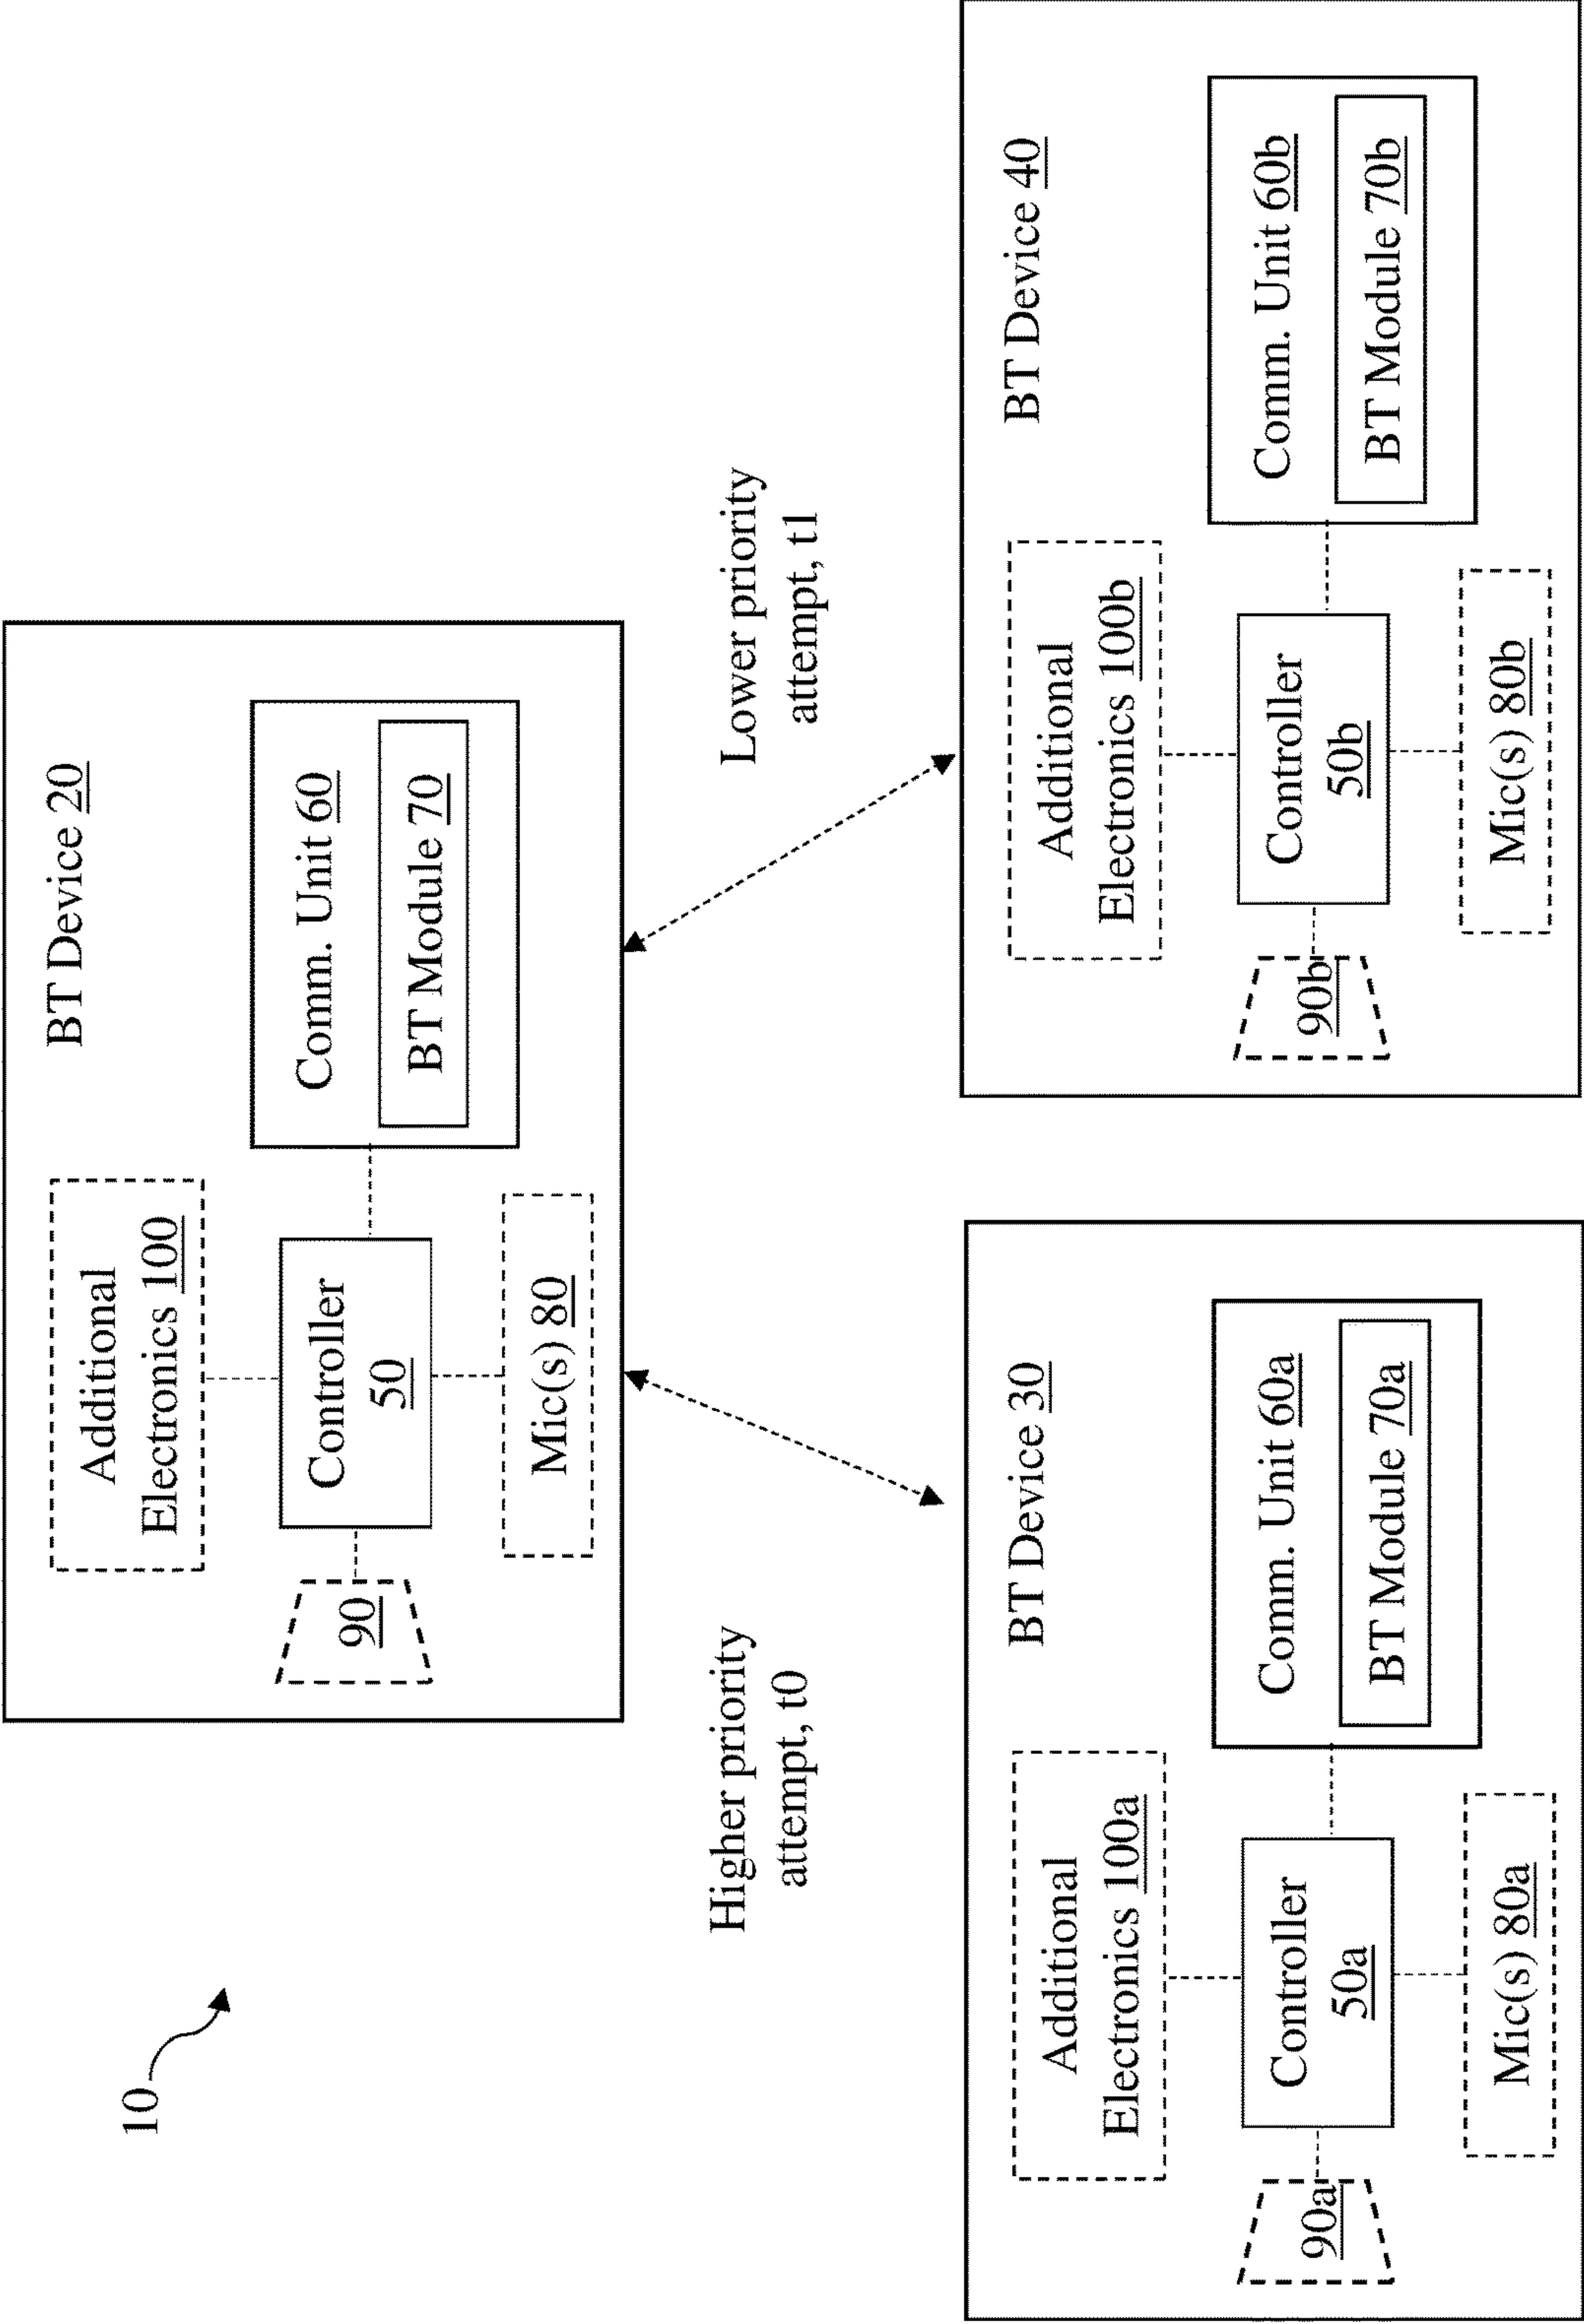 10
BT Device 20
Additional
Electronics 100
Comm. Unit 60
BT Module 70
Controller
50
90
Mic(s) 80
Higher priority
attempt, t0
Lower priority
attempt, t1
BT Device 30
Additional
Electronics 100a
Comm. Unit 60a
BT Module 70a
Controller
50a
90a
Mic(s) 80a
BT Device 40
Additional
Electronics 100b
Comm. Unit 60b
BT Module 70b
Controller
50b
90b
Mic(s) 80b